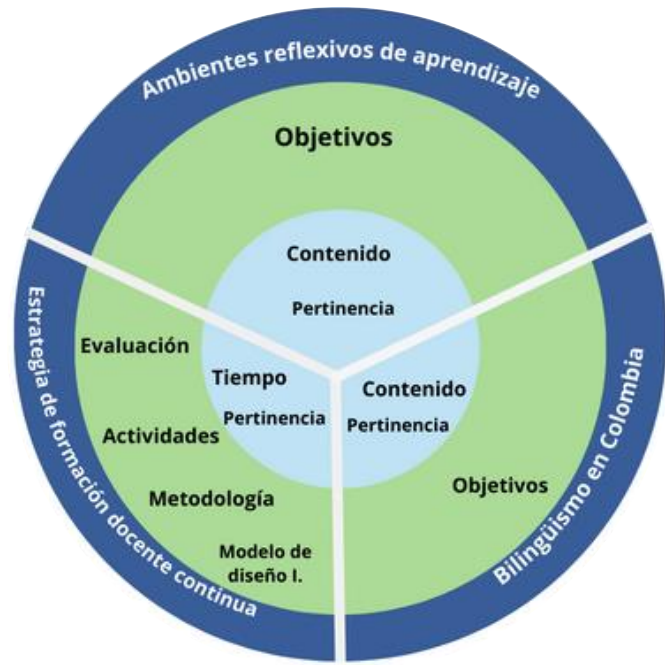 Ambientes reflexivos de aprendizaje
Objetivos
Contenido
Pertinencia
Estrategia de formación docente continua
Evaluación
Tiempo
Pertinencia
Actividades
Metodología
Modelo de
diseño I.
Contenido
Pertinencia
Objetivos
Bilingüismo en Colombia